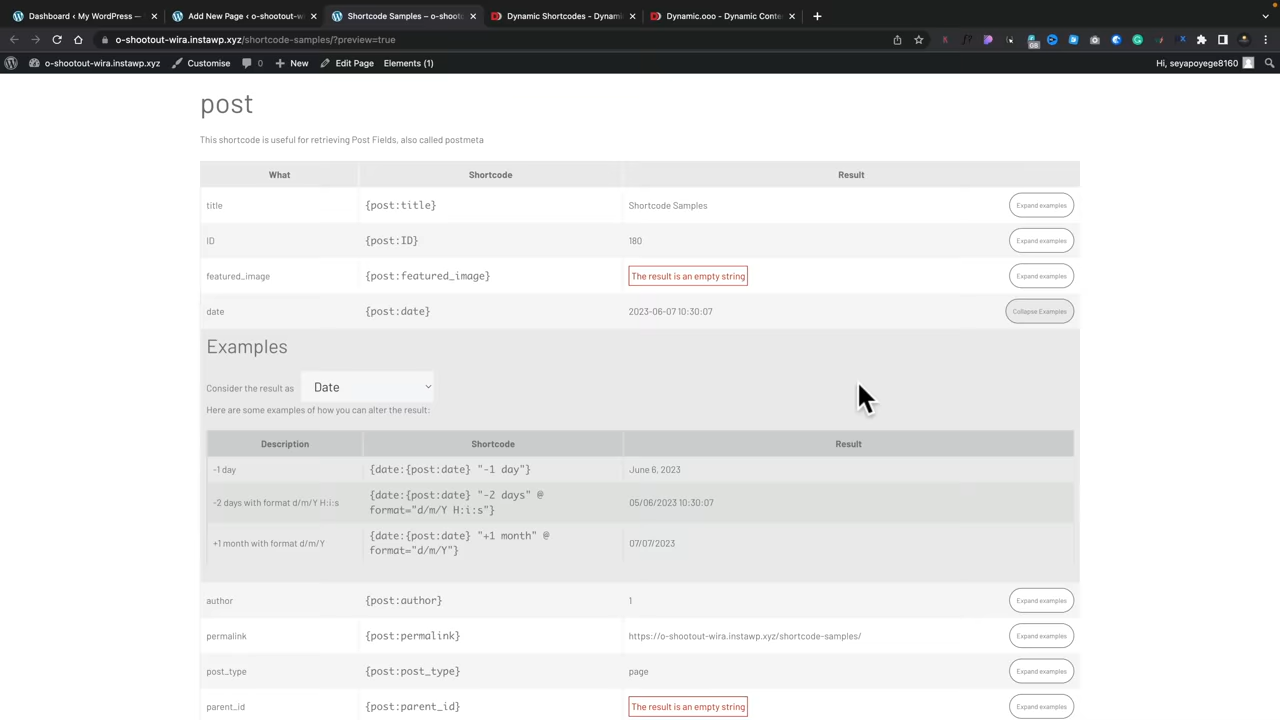 My WordPress Website —
Add New Page ‹ o-shootout-w
Shortcode Samples – o-shoot
Dynamic Shortcodes - Dynami
Dynamic.ooo - Dynamic Conte
o-shootout-wira.instawp.xyz/shortcode-samples/?preview=true
08
o-shootout-wira.instawp.xyz Customise 0 + New Edit Page Elements (1) Hi, seyapoyege8160
post
This shortcode is useful for retrieving Post Fields, also called postmeta
What Shortcode Result
title {post:title} Shortcode Samples Expand examples
ID {post:ID} 180 Expand examples
featured_image {post:featured_image} The result is an empty string Expand examples
date {post:date} 2023-06-07 10:30:07 Collapse Examples
Examples
Consider the result as Date
Here are some examples of how you can alter the result:
Description Shortcode Result
-1 day {date:{post:date} "-1 day"} June 6, 2023
-2 days with format d/m/Y H:i:s {date:{post:date} "-2 days" @
format="d/m/Y H:i:s"} 05/06/2023 10:30:07
+1 month with format d/m/Y {date:{post:date} "+1 month" @
format="d/m/Y"} 07/07/2023
author {post:author} 1 Expand examples
permalink {post:permalink} https://o-shootout-wira.instawp.xyz/shortcode-samples/ Expand examples
post_type {post:post_type} page Expand examples
parent_id {post:parent_id} The result is an empty string Expand examples